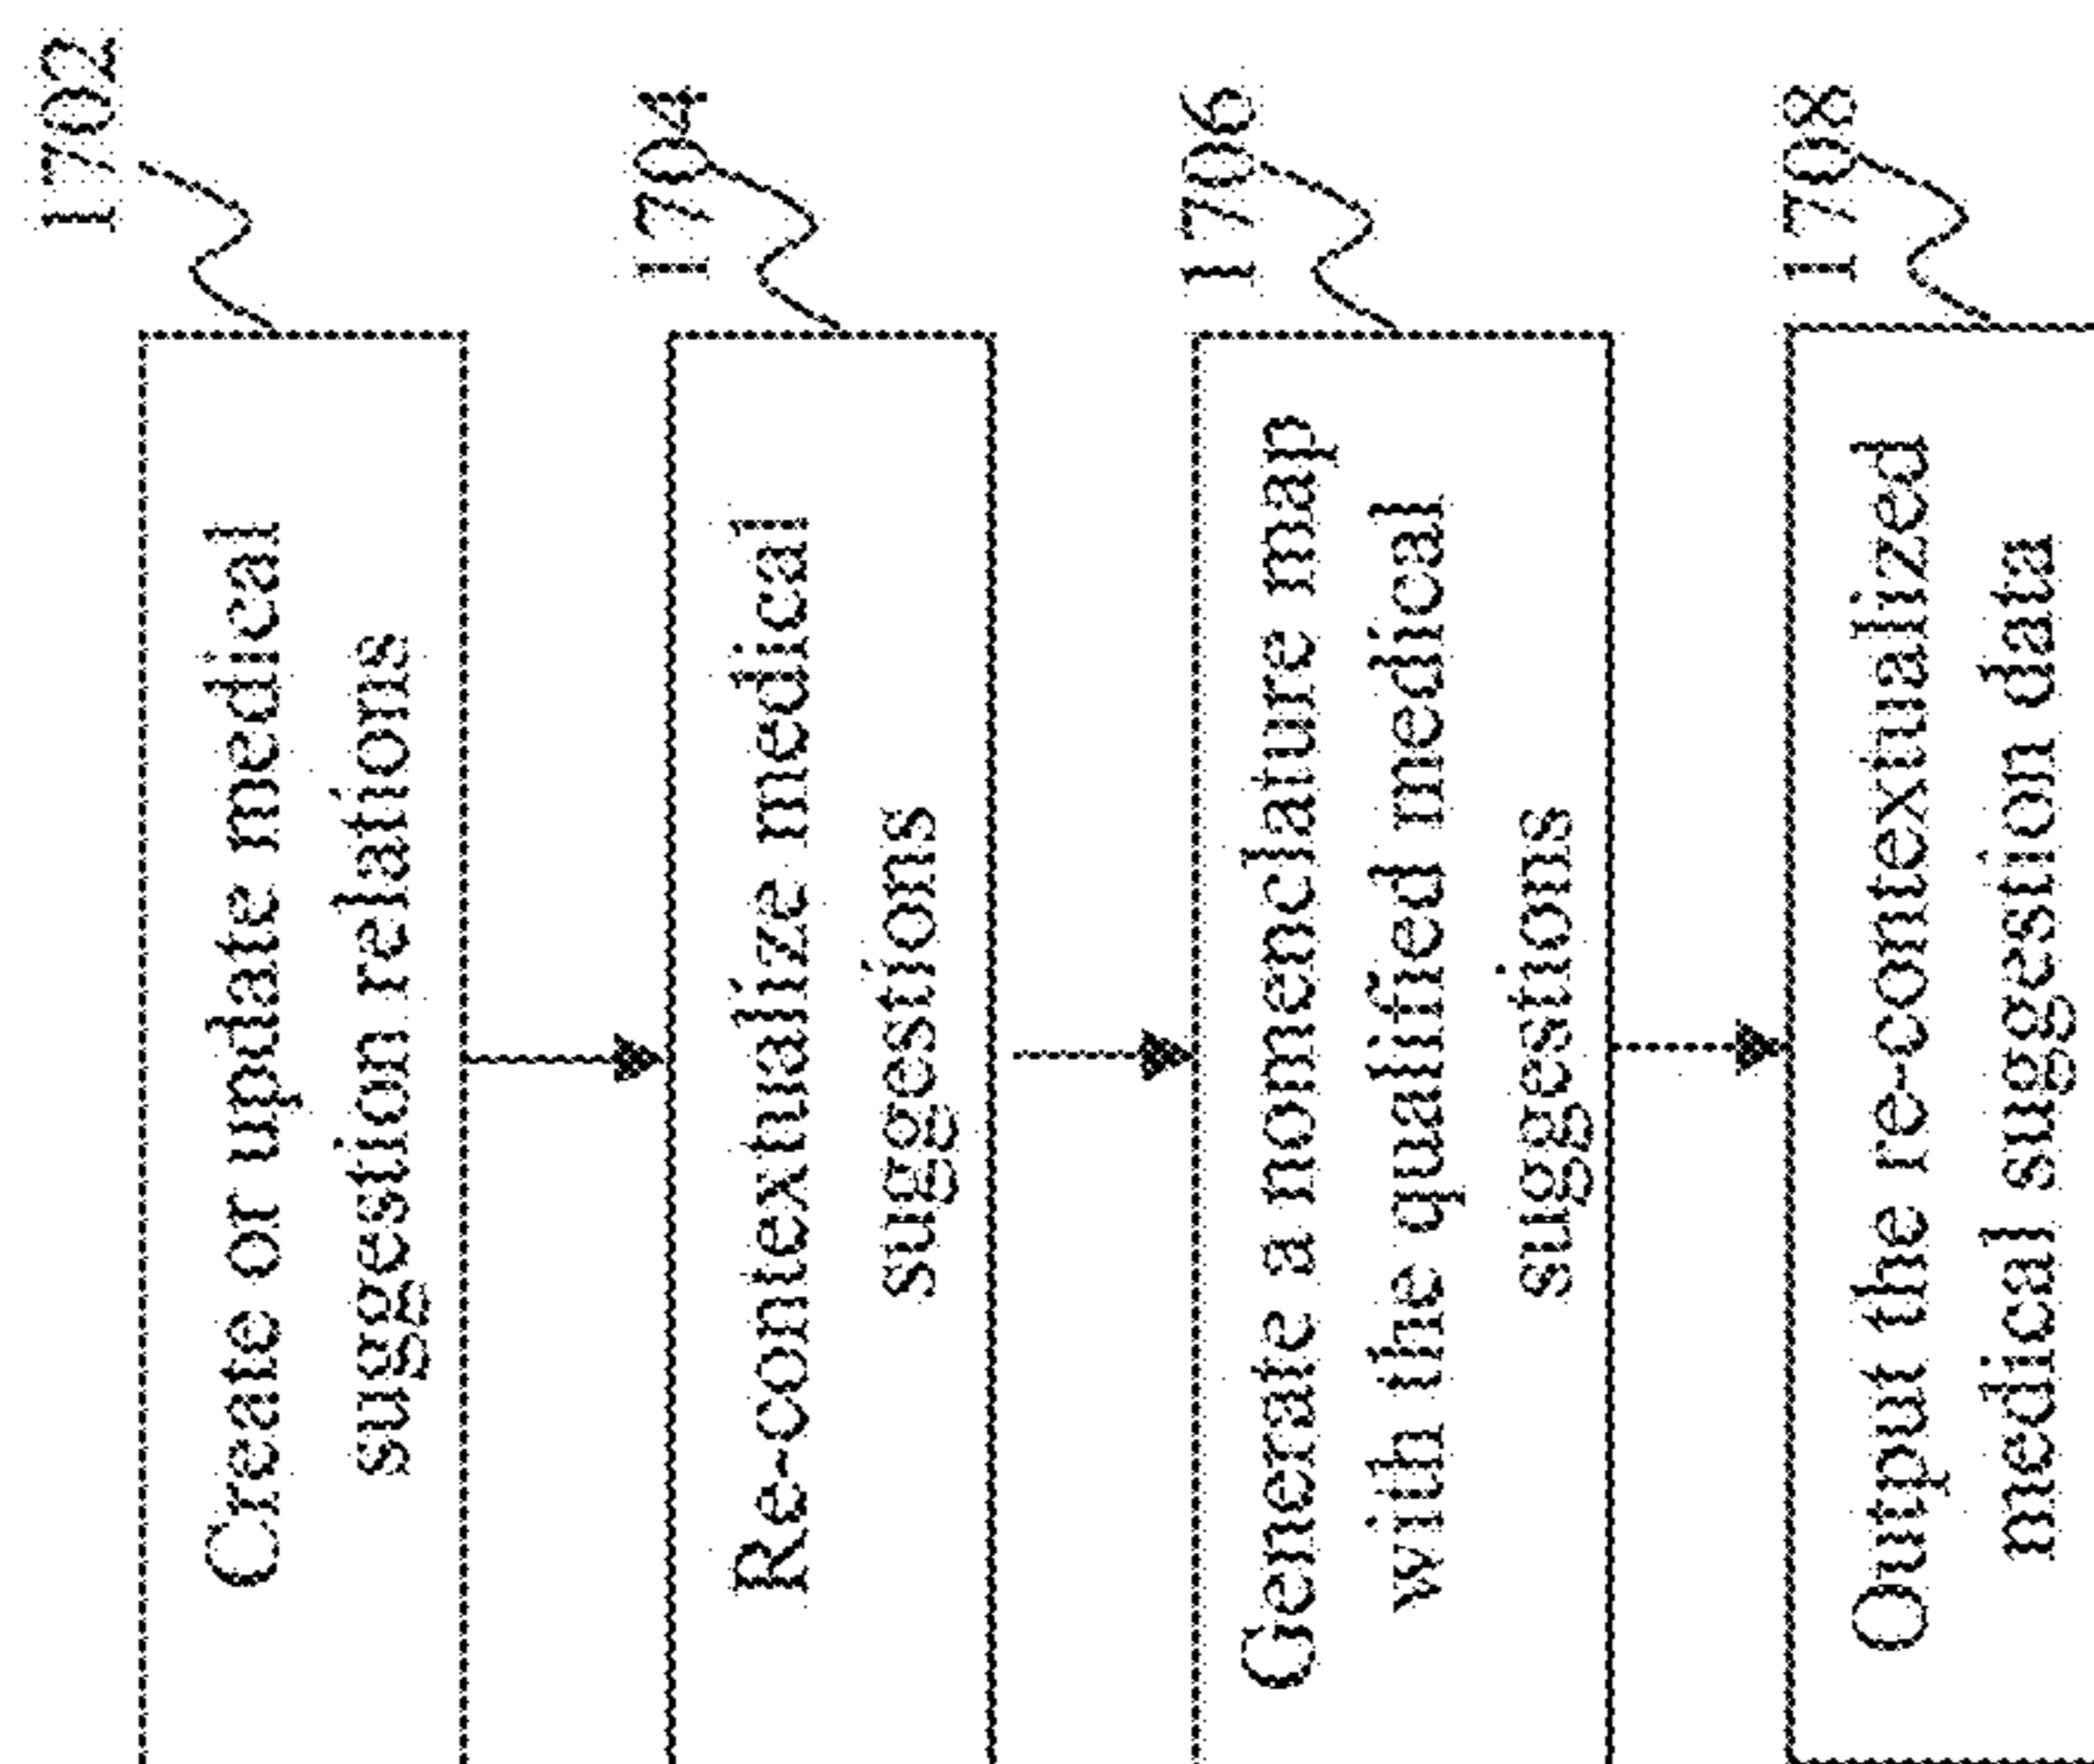 1702
Create or update medical
suggestion relations
1704
Re-contextualize medical
suggestions
1706
Generate a nomenclature map
with the qualified medical
suggestions
1708
Output the re-contextualized
medical suggestion data